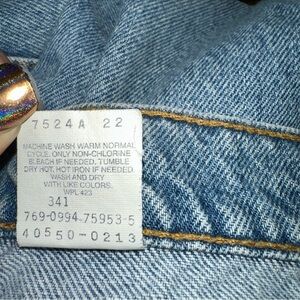 7524A 22
MACHINE WASH WARM NORMAL
CYCLE. ONLY NON-CHLORINE
BLEACH IF NEEDED. TUMBLE
DRY HOT. HOT IRON IF NEEDED.
WASH AND DRY
WITH LIKE COLORS.
WPL 423
341
769-0994-75953-5
40550-0213